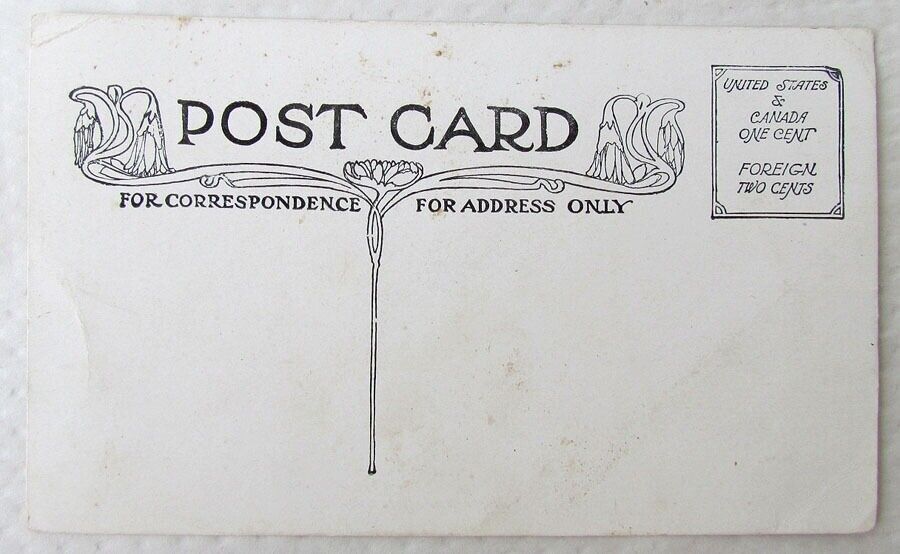 POST CARD
FOR CORRESPONDENCE
FOR ADDRESS ONLY
UNITED STATES
&
CANADA
ONE CENT
FOREIGN
TWO CENTS